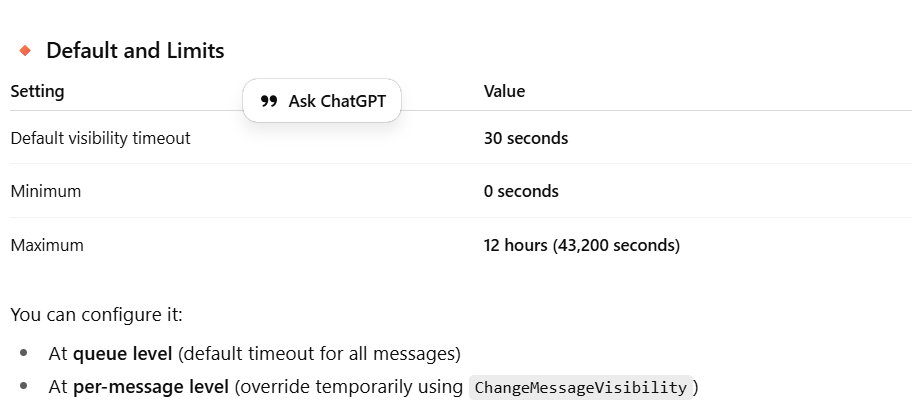 Default and Limits
Setting Value
Ask ChatGPT
Default visibility timeout 30 seconds
Minimum 0 seconds
Maximum 12 hours (43,200 seconds)
You can configure it:
At queue level (default timeout for all messages)
At per-message level (override temporarily using ChangeMessageVisibility)